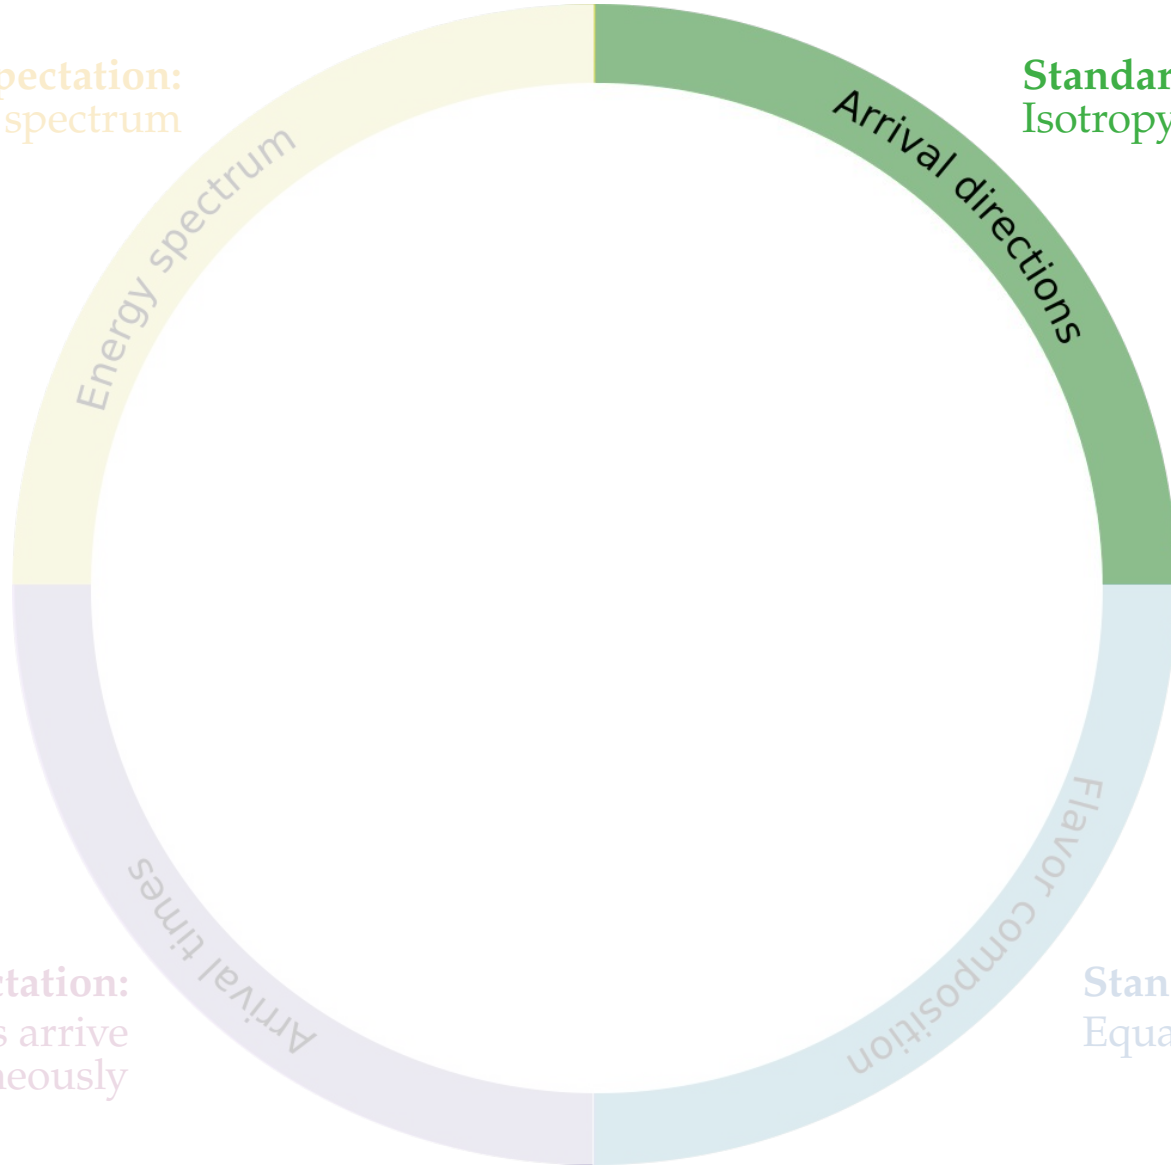 pectation:
spectrum
Standar
Isotropy
Energy spectrum
Arrival directions
Arrival times
Flavor composition
ctation:
s arrive
neously
Stan
Equa